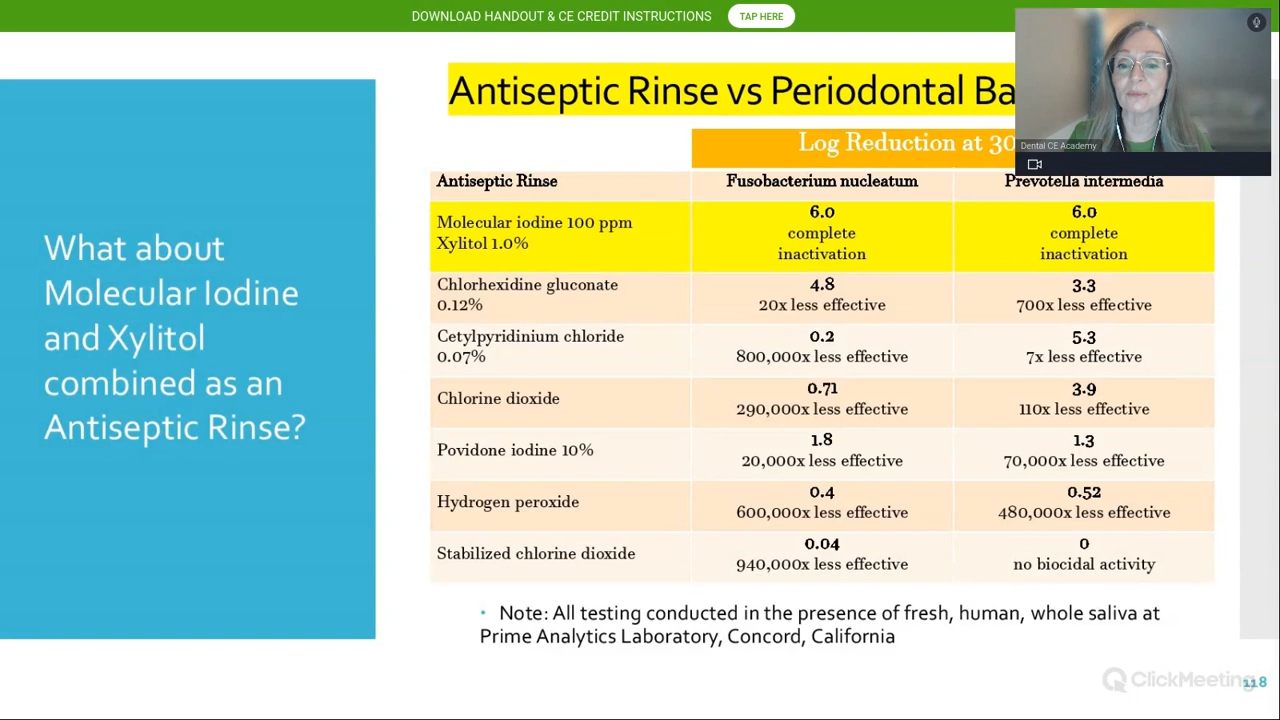 DOWNLOAD HANDOUT & CE CREDIT INSTRUCTIONS TAP HERE
Antiseptic Rinse vs Periodontal
Dental CE Academy
What about
Molecular Iodine
and Xylitol
combined as an
Antiseptic Rinse?
Log Reduction at
Antiseptic Rinse Fusobacterium nucleatum Prevotella intermedia
Molecular iodine 100 ppm
Xylitol 1.0%
6.0
complete
inactivation
6.0
complete
inactivation
Chlorhexidine gluconate
0.12%
4.8
20x less effective
3.3
700x less effective
Cetylpyridinium chloride
0.07%
0.2
800,000x less effective
5.3
7x less effective
Chlorine dioxide
0.71
290,000x less effective
3.9
110x less effective
Povidone iodine 10%
1.8
20,000x less effective
1.3
70,000x less effective
Hydrogen peroxide
0.4
600,000x less effective
0.52
480,000x less effective
Stabilized chlorine dioxide
0.04
940,000x less effective
0
no biocidal activity
• Note: All testing conducted in the presence of fresh, human, whole saliva at
Prime Analytics Laboratory, Concord, California
ClickMeeting
118